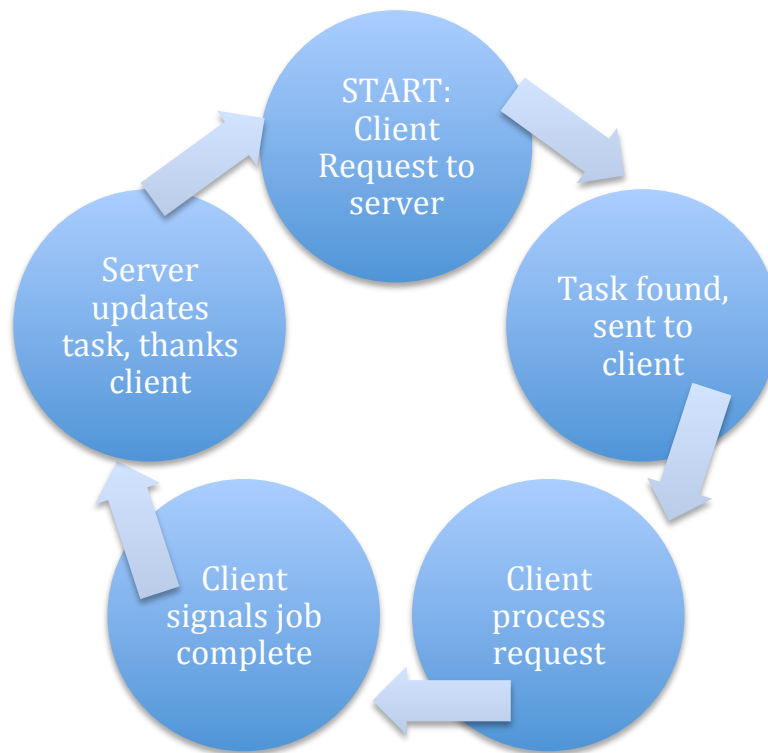 START:
Client
Request to
server
Task found,
sent to
client
Client
process
request
Client
signals job
complete
Server
updates
task, thanks
client